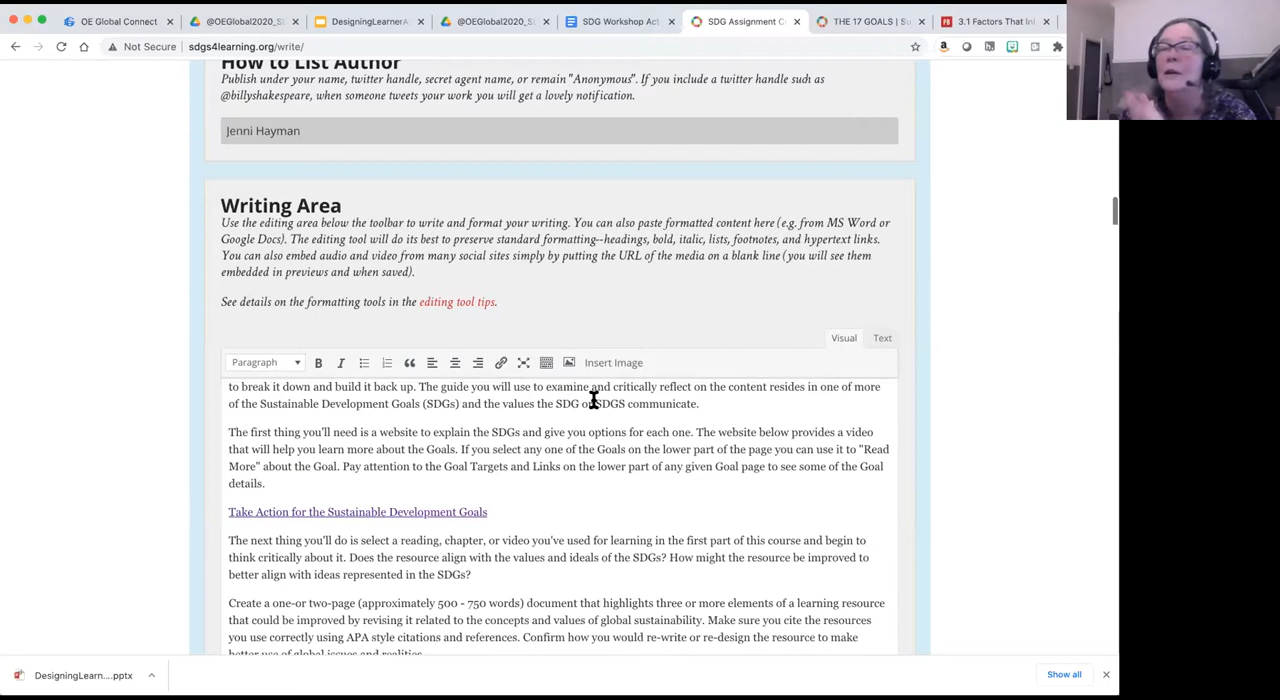 OE Global Connect
@OEGlobal2020_SL
DesigningLearnerA
@OEGlobal2020_SL
SDG Workshop Act
SDG Assignment C
THE 17 GOALS | Su
3.1 Factors That In
Not Secure
sdgs4learning.org/write/
How to List Author
Publish under your name, twitter handle, secret agent name, or remain "Anonymous". If you include a twitter handle such as
@billyshakespeare, when someone tweets your work you will get a lovely notification.
Jenni Hayman
Writing Area
Use the editing area below the toolbar to write and format your writing. You can also paste formatted content here (e.g. from MS Word or
Google Docs). The editing tool will do its best to preserve standard formatting--headings, bold, italic, lists, footnotes, and hypertext links.
You can also embed audio and video from many social sites simply by putting the URL of the media on a blank line (you will see them
embedded in previews and when saved).
See details on the formatting tools in the editing tool tips.
Visual
Text
Paragraph
B
I
Insert Image
to break it down and build it back up. The guide you will use to examine and critically reflect on the content resides in one of more
of the Sustainable Development Goals (SDGs) and the values the SDG or SDGS communicate.
The first thing you'll need is a website to explain the SDGs and give you options for each one. The website below provides a video
that will help you learn more about the Goals. If you select any one of the Goals on the lower part of the page you can use it to "Read
More" about the Goal. Pay attention to the Goal Targets and Links on the lower part of any given Goal page to see some of the Goal
details.
Take Action for the Sustainable Development Goals
The next thing you'll do is select a reading, chapter, or video you've used for learning in the first part of this course and begin to
think critically about it. Does the resource align with the values and ideals of the SDGs? How might the resource be improved to
better align with ideas represented in the SDGs?
Create a one-or two-page (approximately 500 - 750 words) document that highlights three or more elements of a learning resource
that could be improved by revising it related to the concepts and values of global sustainability. Make sure you cite the resources
you use correctly using APA style citations and references. Confirm how you would re-write or re-design the resource to make
better use of global issues and realities.
DesigningLearn....pptx
Show all